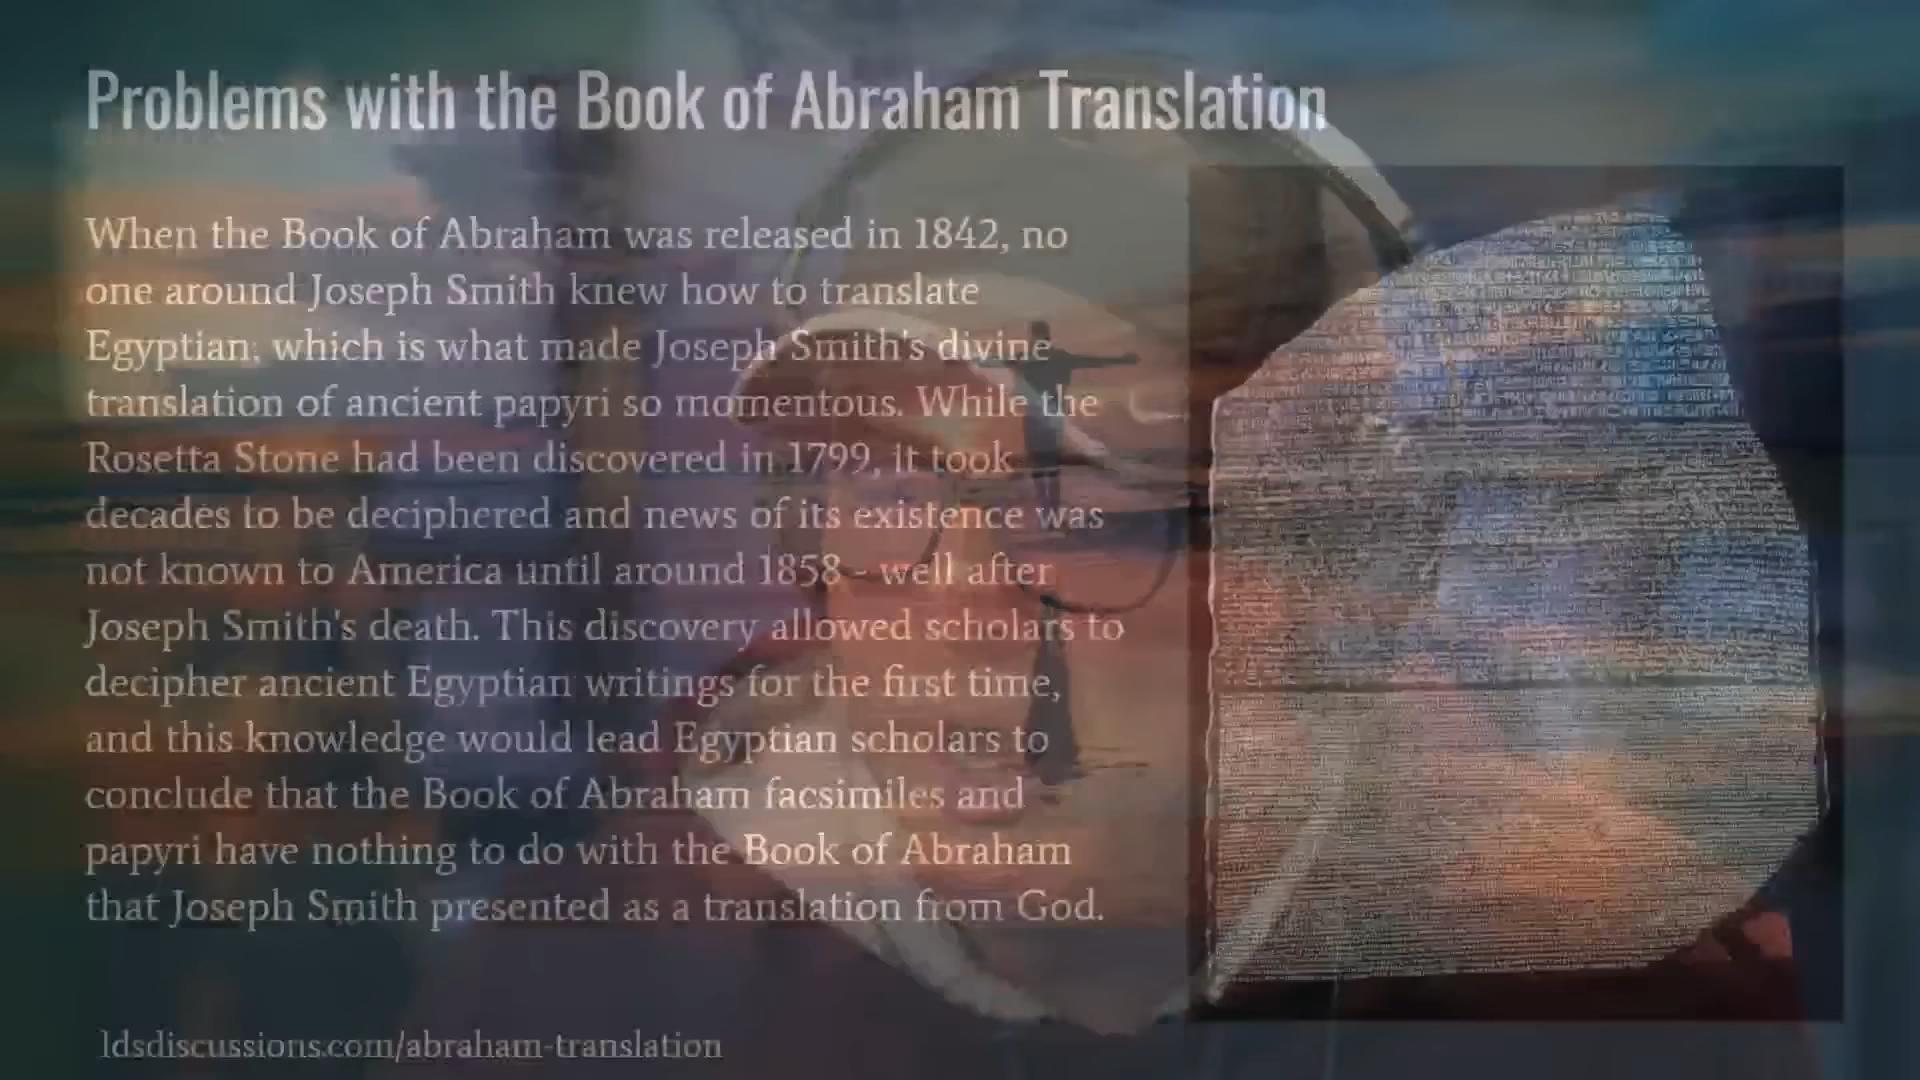 Problems with the Book of Abraham Translation
When the Book of Abraham was released in 1842, no
one around Joseph Smith knew how to translate
Egyptian, which is what made Joseph Smith's divine
translation of ancient papyri so momentous. While the
Rosetta Stone had been discovered in 1799, it took
decades to be deciphered and news of its existence was
not known to America until around 1858 - well after
Joseph Smith's death. This discovery allowed scholars to
decipher ancient Egyptian writings for the first time,
and this knowledge would lead Egyptian scholars to
conclude that the Book of Abraham facsimiles and
papyri have nothing to do with the Book of Abraham
that Joseph Smith presented as a translation from God.
ldsdiscussions.com/abraham-translation